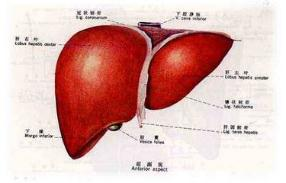 冠状韧带
Lig. coronarium
下腔静脉
V. cava inferior
肝右叶
Lobus hepatis dexter
肝左叶
Lobus hepatis sinister
镰状韧带
Lig. falciforme
肝圆韧带
Lig. teres hepatis
下缘
Margo inferior
胆囊
Vesica fellea
前面观
Anterior aspect